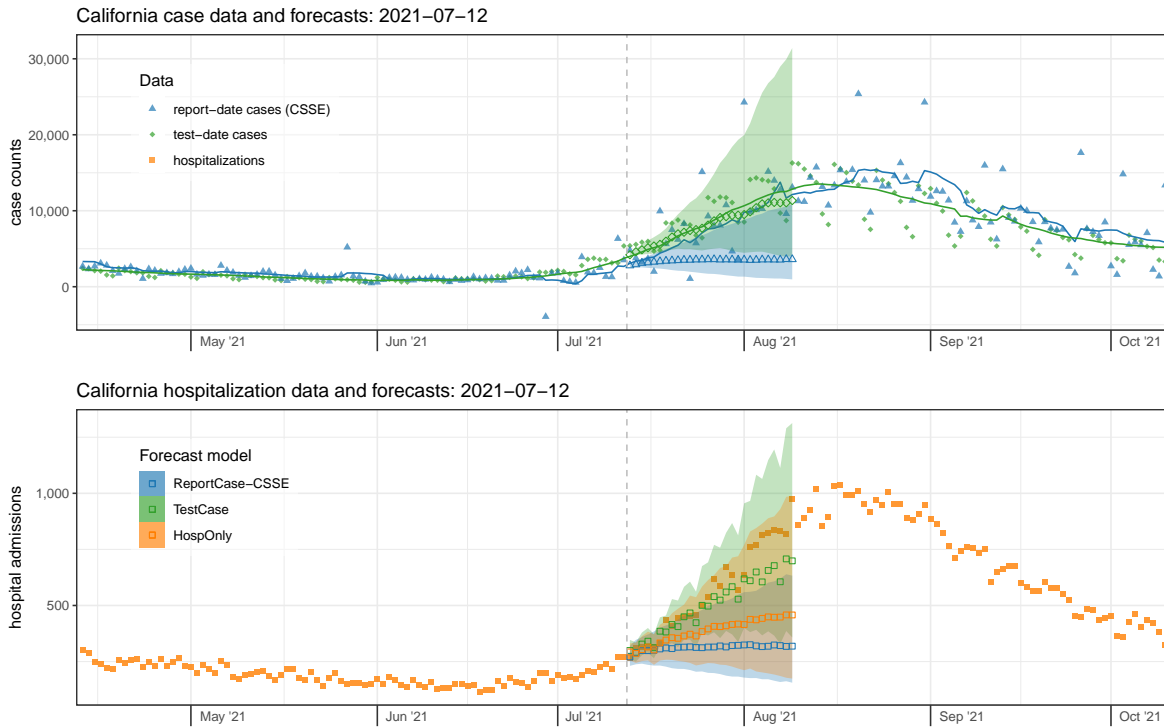 California case data and forecasts: 2021−07−12
30,000
20,000
10,000
0
case counts
Data
report−date cases (CSSE)
test−date cases
hospitalizations
May '21
Jun '21
Jul '21
Aug '21
Sep '21
Oct '21
California hospitalization data and forecasts: 2021−07−12
1,000
500
hospital admissions
Forecast model
ReportCase−CSSE
TestCase
HospOnly
May '21
Jun '21
Jul '21
Aug '21
Sep '21
Oct '21